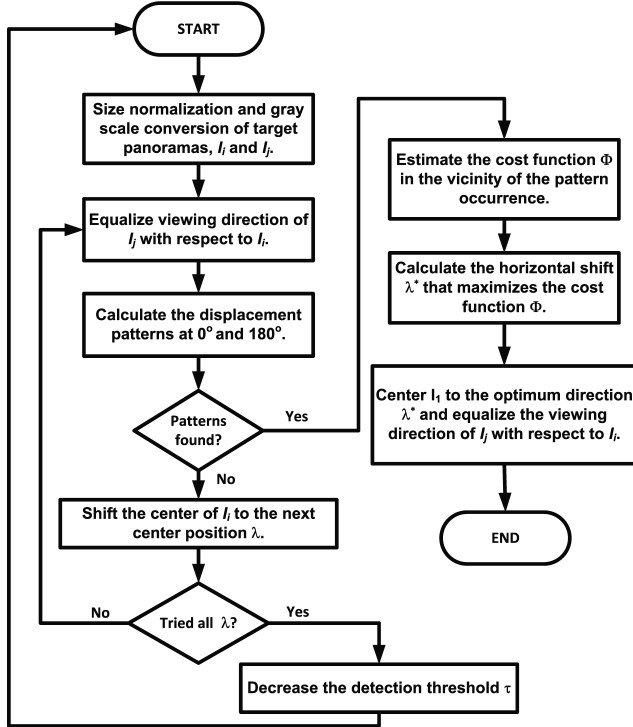 START
Size normalization and gray
scale conversion of target
panoramas, Ii and Ij.
Equalize viewing direction of
Ij with respect to Ii.
Calculate the displacement
patterns at 0° and 180°.
Patterns
found?
Yes
No
Shift the center of Ii to the next
center position λ.
Tried all λ?
No
Yes
Decrease the detection threshold τ
Estimate the cost function Φ
in the vicinity of the pattern
occurrence.
Calculate the horizontal shift
λ* that maximizes the cost
function Φ.
Center I1 to the optimum direction
λ* and equalize the viewing
direction of Ij with respect to Ii.
END